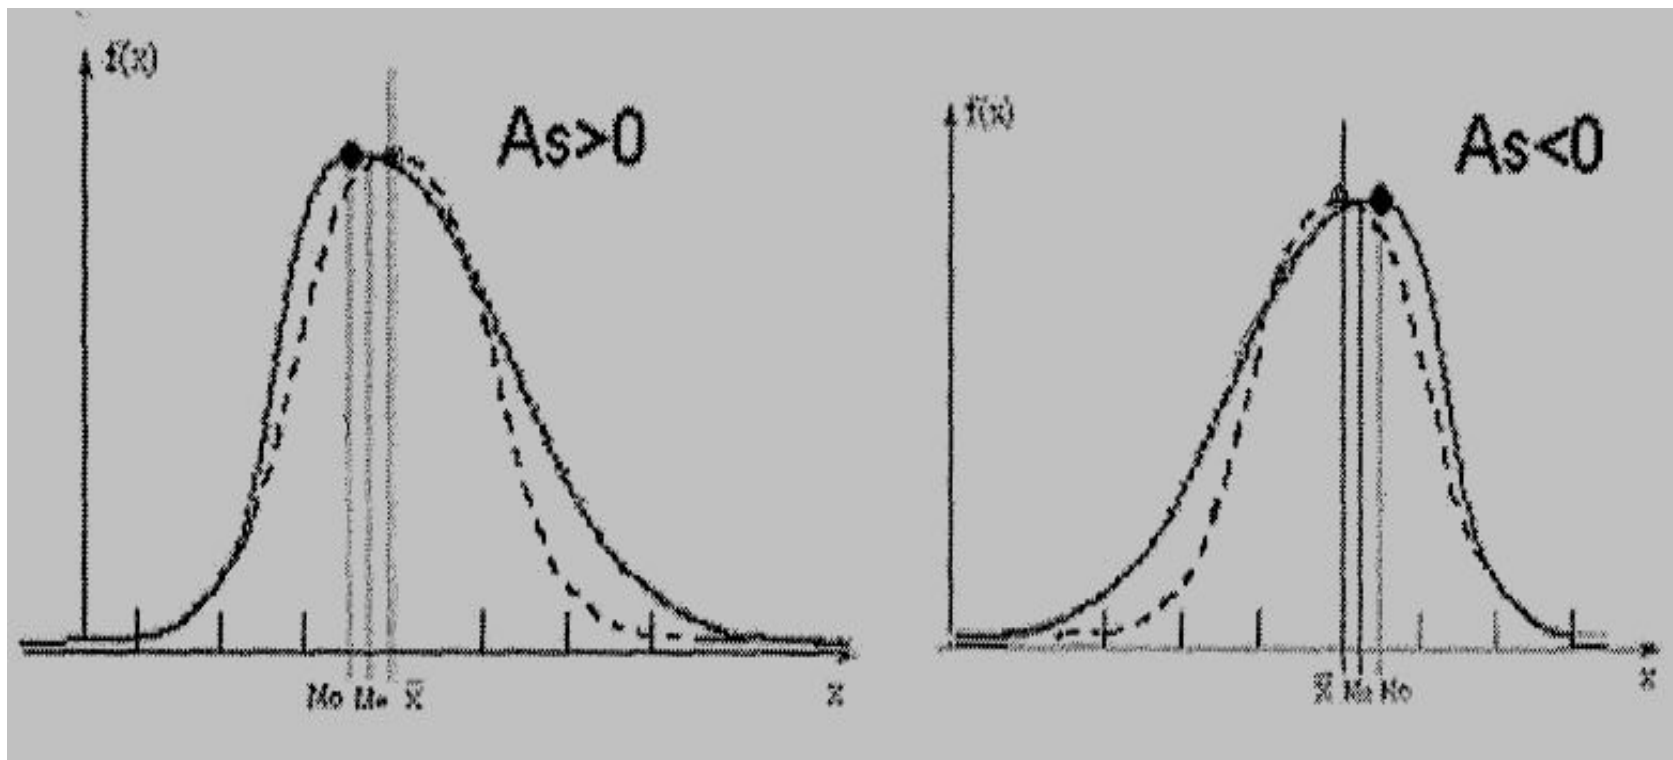 f(x)
As>0
Mo Me x̄
x
f(x)
As<0
x̄ Me Mo
x